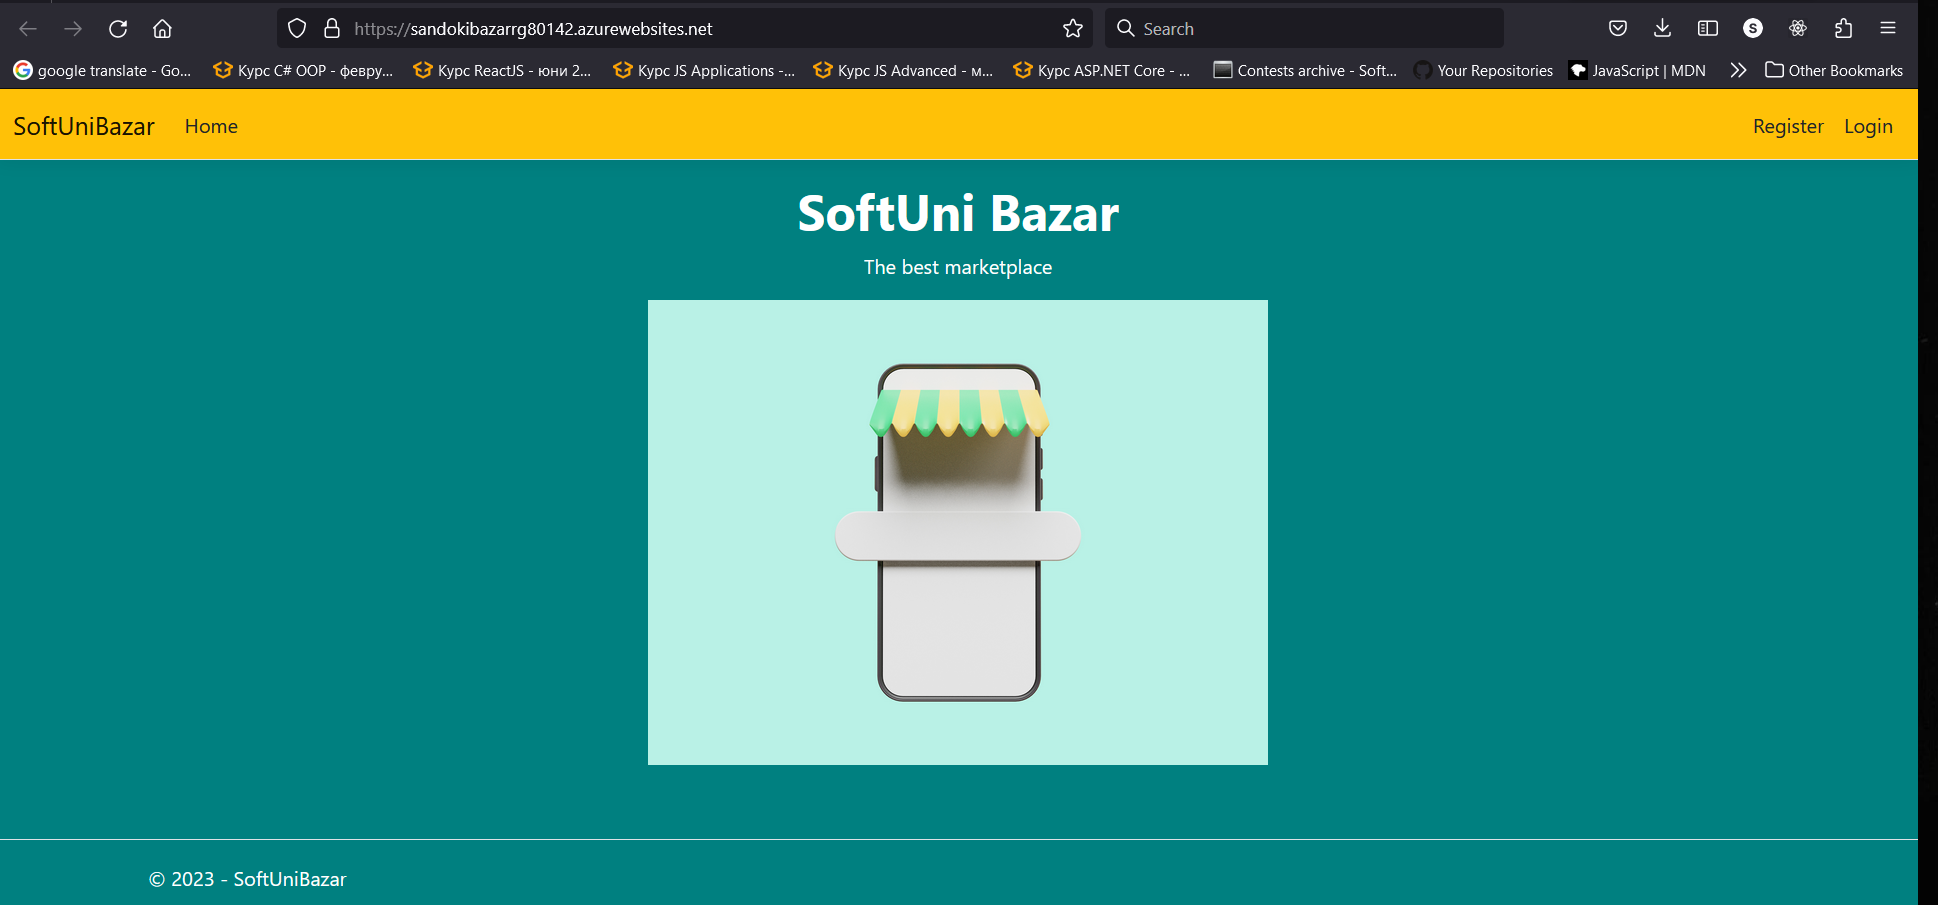 https://sandokibazarrg80142.azurewebsites.net
Search
S
google translate - Go...
Курс C# OOP - февру...
Курс ReactJS - юни 2...
Курс JS Applications -...
Курс JS Advanced - м...
Курс ASP.NET Core - ...
Contests archive - Soft...
Your Repositories
JavaScript | MDN
Other Bookmarks
SoftUniBazar
Home
Register
Login
SoftUni Bazar
The best marketplace
© 2023 - SoftUniBazar